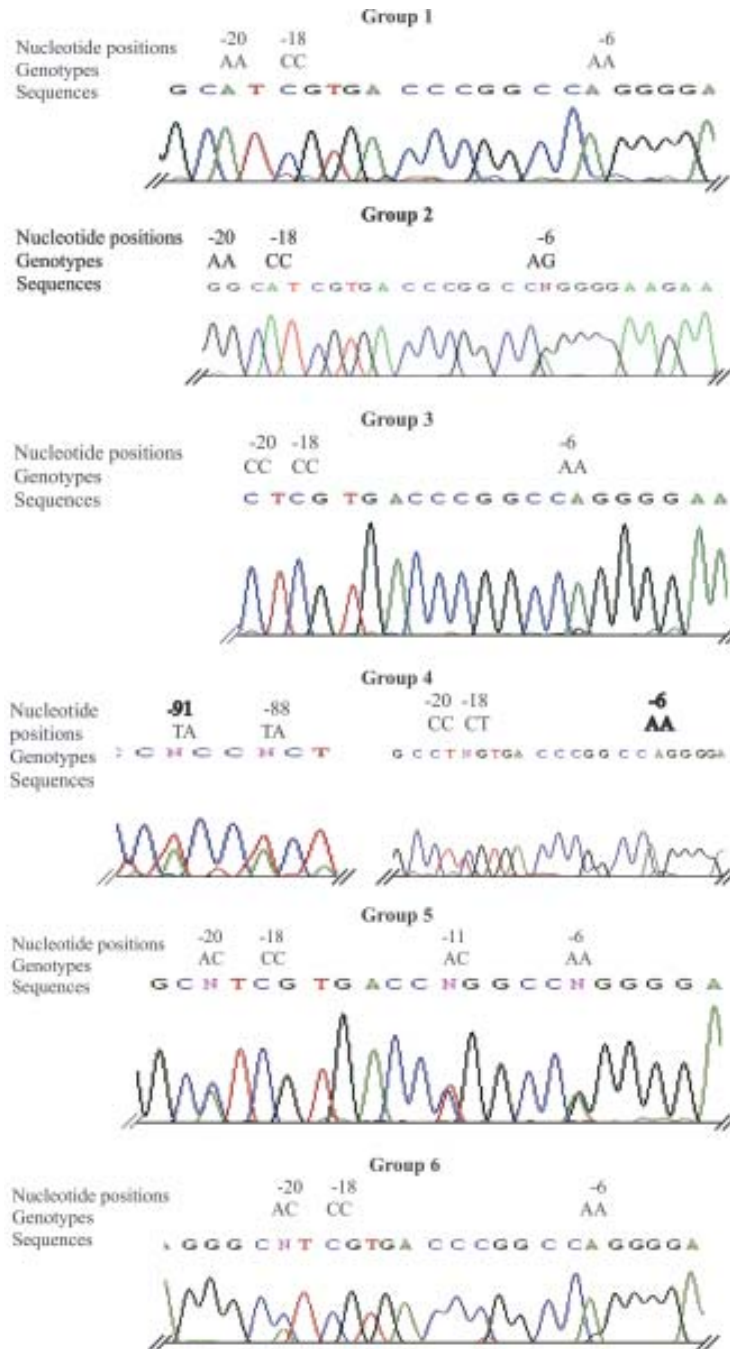 Group 1
Nucleotide positions -20 -18 -6
Genotypes AA CC AA
Sequences G C A T C G T G A C C C G G C C A G G G G A
Group 2
Nucleotide positions -20 -18 -6
Genotypes AA CC AG
Sequences G G C A T C G T G A C C C G G C C N G G G G A A G A A
Group 3
Nucleotide positions -20 -18 -6
Genotypes CC CC AA
Sequences C T C G T G A C C C G G C C A G G G G A A
Group 4
Nucleotide positions -91 -88 -20 -18 -6
Genotypes TA TA CC CT AA
Sequences C N C C N C T G C C T N G T G A C C C G G C C A G G G G A
Group 5
Nucleotide positions -20 -18 -11 -6
Genotypes AC CC AC AA
Sequences G C N T C G T G A C C N G G C C N G G G G A
Group 6
Nucleotide positions -20 -18 -6
Genotypes AC CC AA
Sequences G G G C N T C G T G A C C C G G C C A G G G G A